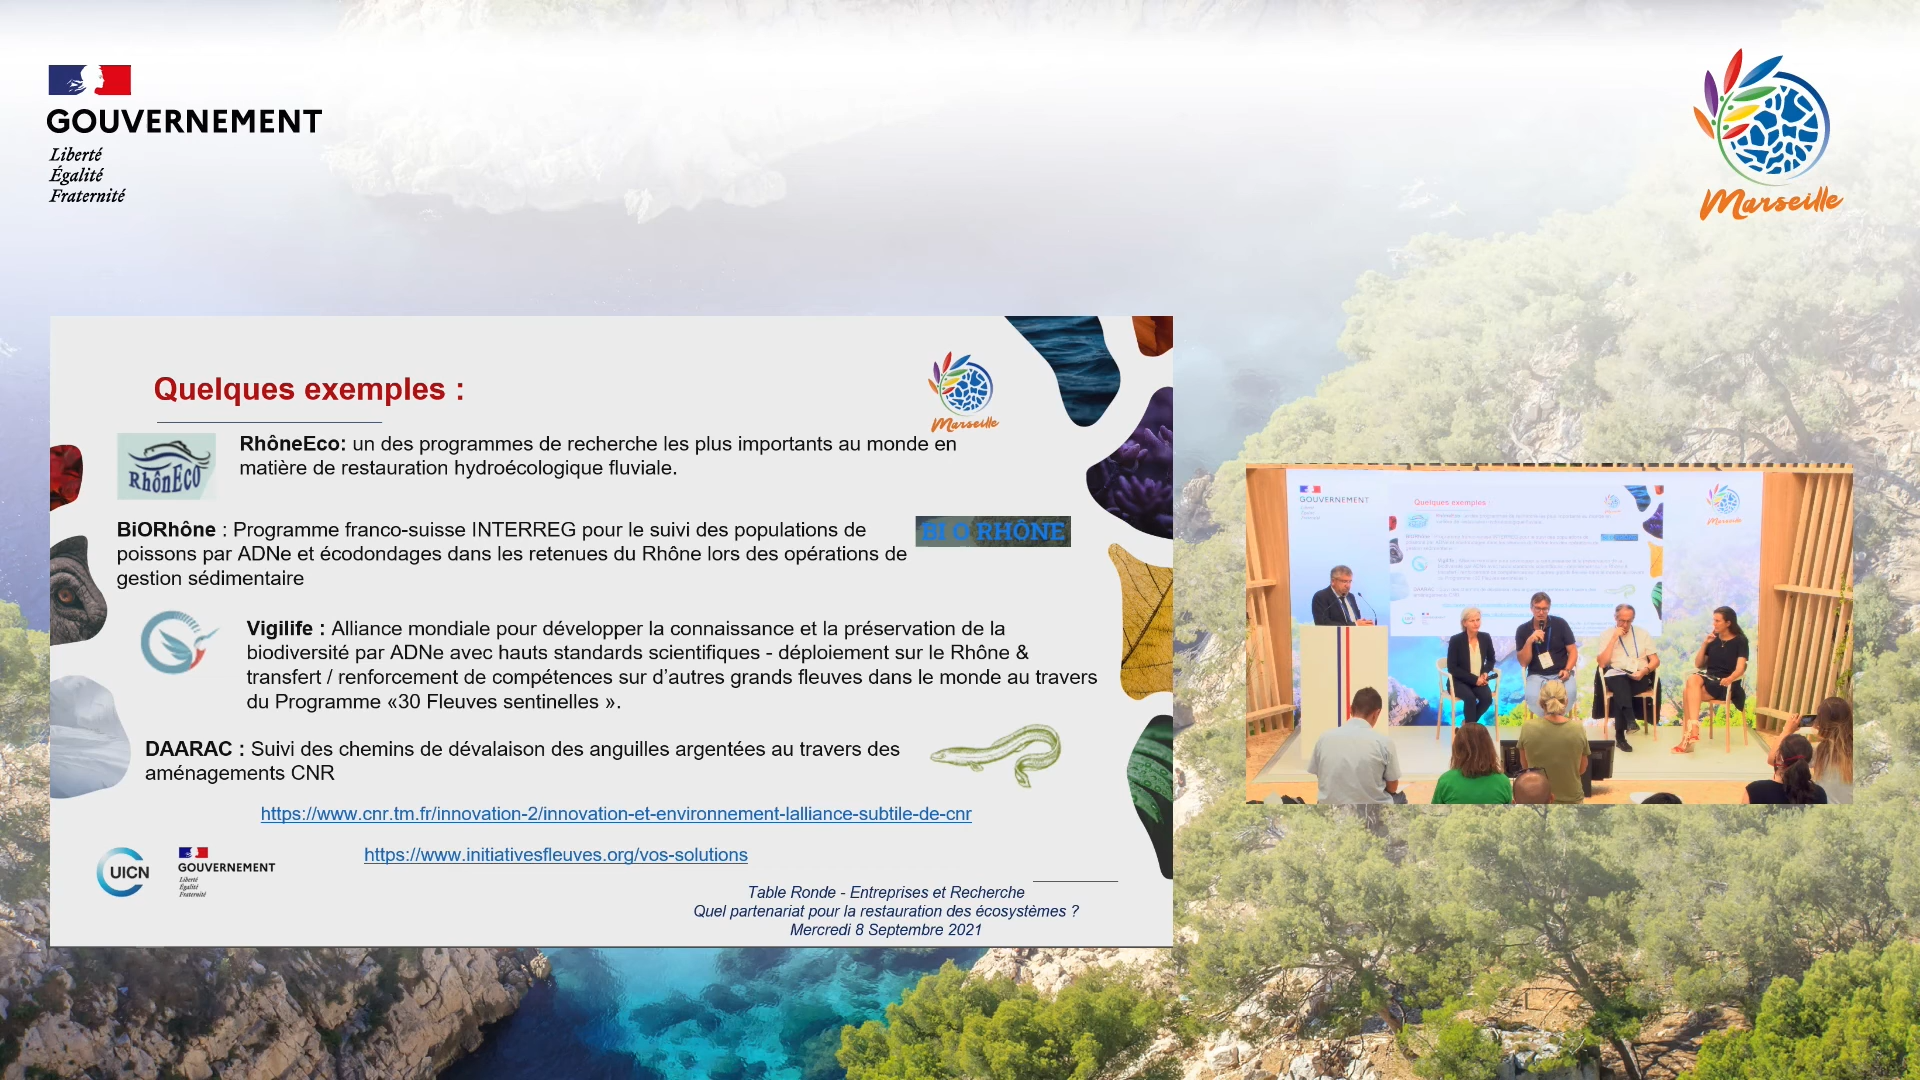 GOUVERNEMENT
Liberté
Égalité
Fraternité
Marseille
Quelques exemples :
Marseille
RhônEco
RhôneEco: un des programmes de recherche les plus importants au monde en
matière de restauration hydroécologique fluviale.
BiORhône : Programme franco-suisse INTERREG pour le suivi des populations de
poissons par ADNe et écodondages dans les retenues du Rhône lors des opérations de
gestion sédimentaire
BI O RHÔNE
Vigilife : Alliance mondiale pour développer la connaissance et la préservation de la
biodiversité par ADNe avec hauts standards scientifiques - déploiement sur le Rhône &
transfert / renforcement de compétences sur d’autres grands fleuves dans le monde au travers
du Programme «30 Fleuves sentinelles ».
DAARAC : Suivi des chemins de dévalaison des anguilles argentées au travers des
aménagements CNR
https://www.cnr.tm.fr/innovation-2/innovation-et-environnement-lalliance-subtile-de-cnr
https://www.initiativesfleuves.org/vos-solutions
UICN
GOUVERNEMENT
Liberté
Égalité
Fraternité
Table Ronde - Entreprises et Recherche
Quel partenariat pour la restauration des écosystèmes ?
Mercredi 8 Septembre 2021
GOUVERNEMENT
Quelques exemples :
Marseille